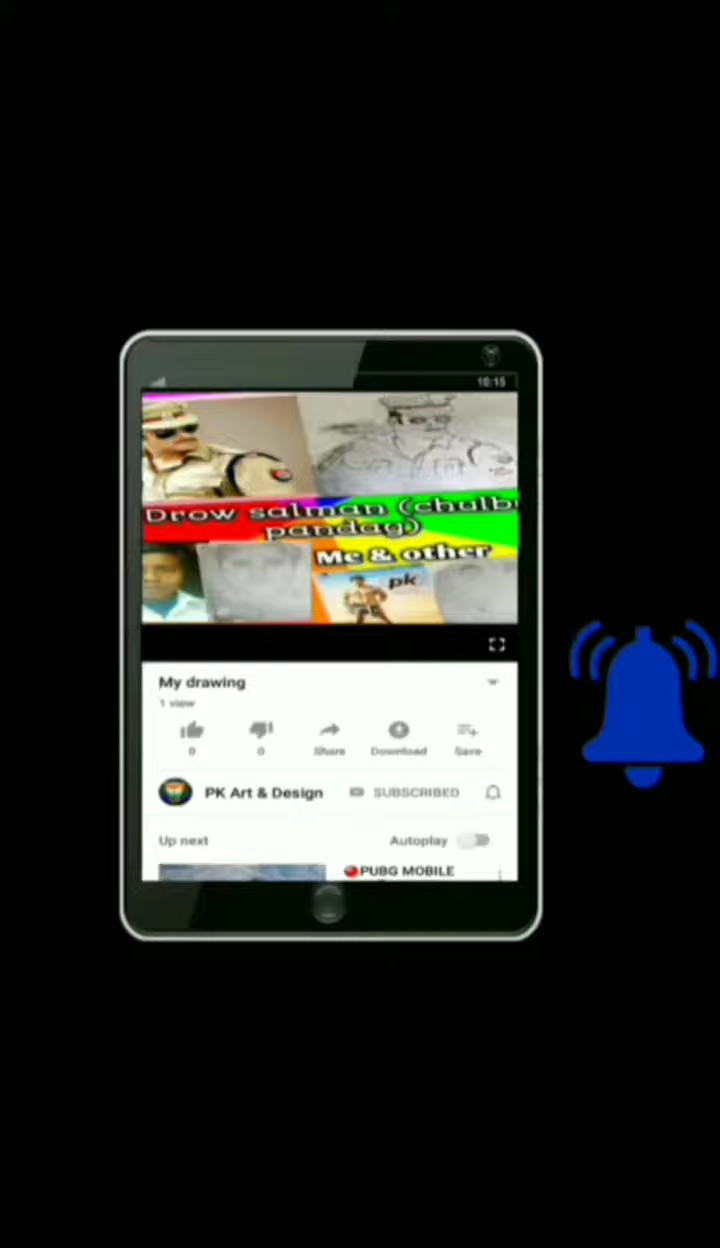 10:15
Drow salman (chulb
panday)
Me & other
pk
My drawing
1 view
0 0 Share Download Save
PK Art & Design SUBSCRIBED
Up next Autoplay
PUBG MOBILE